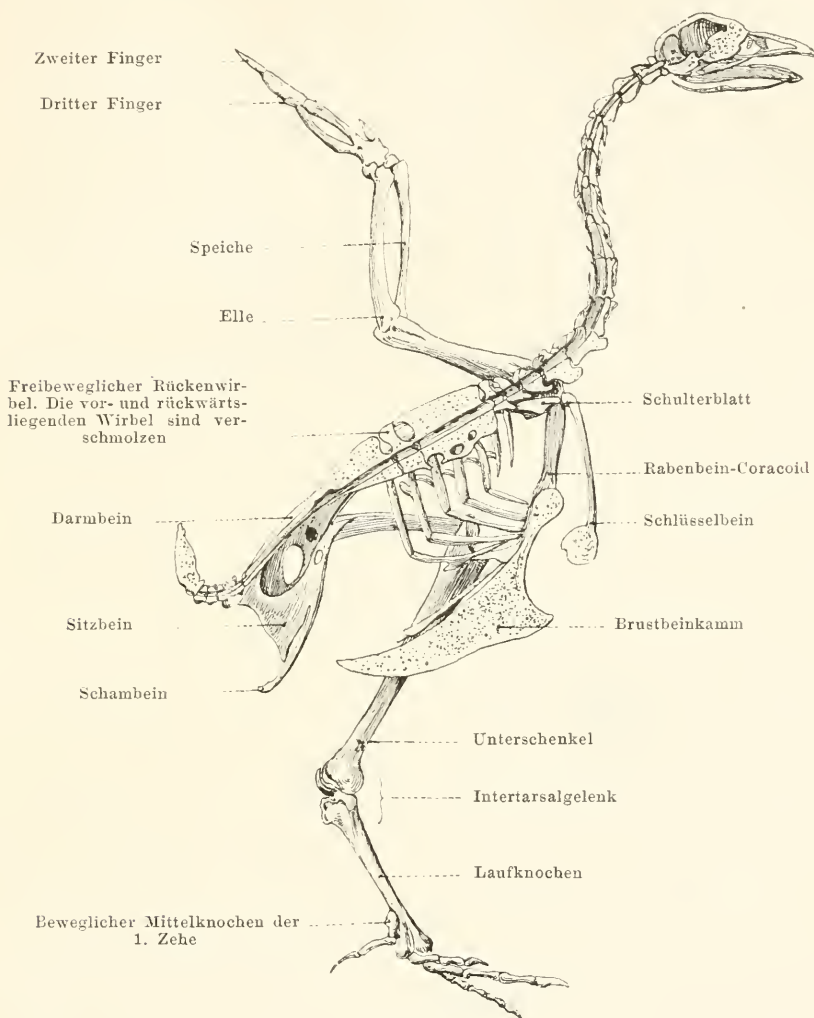 Zweiter Finger
Dritter Finger
Speiche
Elle
Freibeweglicher Rückenwir-
bel. Die vor- und rückwärts-
liegenden Wirbel sind ver-
schmolzen
Schulterblatt
Rabenbein-Coracoid
Darmbein
Schlüsselbein
Sitzbein
Brustbeinkamm
Schambein
Unterschenkel
Intertarsalgelenk
Laufknochen
Beweglicher Mittelknochen der
1. Zehe